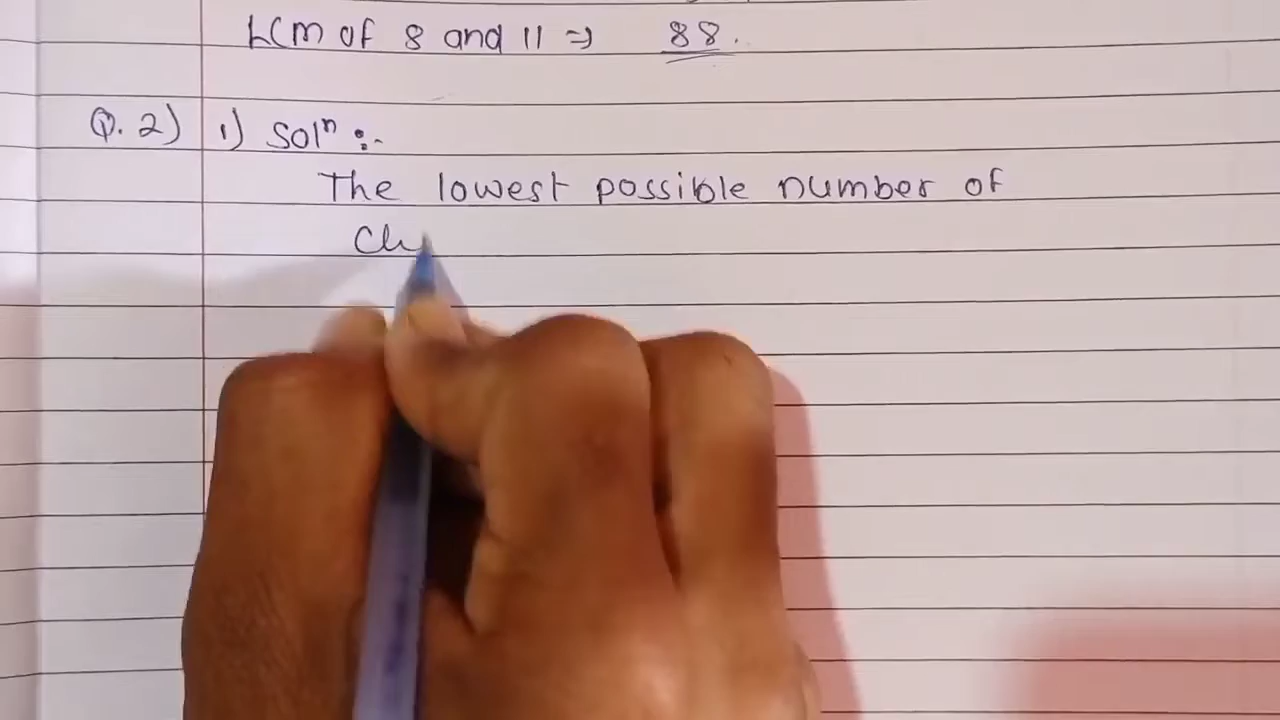 LCM of 8 and 11 ⇒ 88.
Q. 2) 1) Solⁿ :-
The lowest possible number of